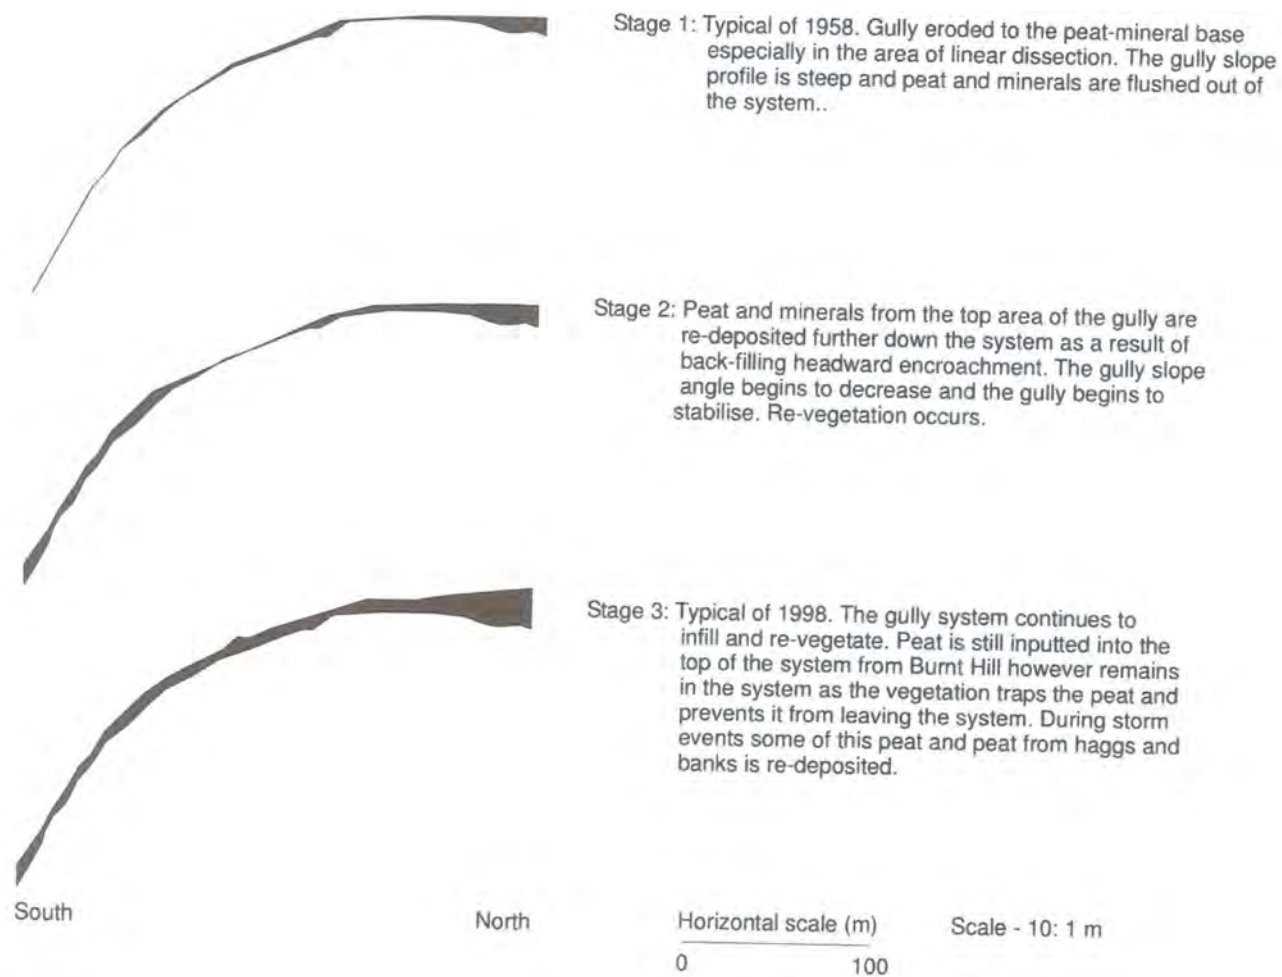 Stage 1: Typical of 1958. Gully eroded to the peat-mineral base
especially in the area of linear dissection. The gully slope
profile is steep and peat and minerals are flushed out of
the system..
Stage 2: Peat and minerals from the top area of the gully are
re-deposited further down the system as a result of
back-filling headward encroachment. The gully slope
angle begins to decrease and the gully begins to
stabilise. Re-vegetation occurs.
Stage 3: Typical of 1998. The gully system continues to
infill and re-vegetate. Peat is still inputted into the
top of the system from Burnt Hill however remains
in the system as the vegetation traps the peat and
prevents it from leaving the system. During storm
events some of this peat and peat from haggs and
banks is re-deposited.
South
North
Horizontal scale (m)
Scale - 10: 1 m
0
100